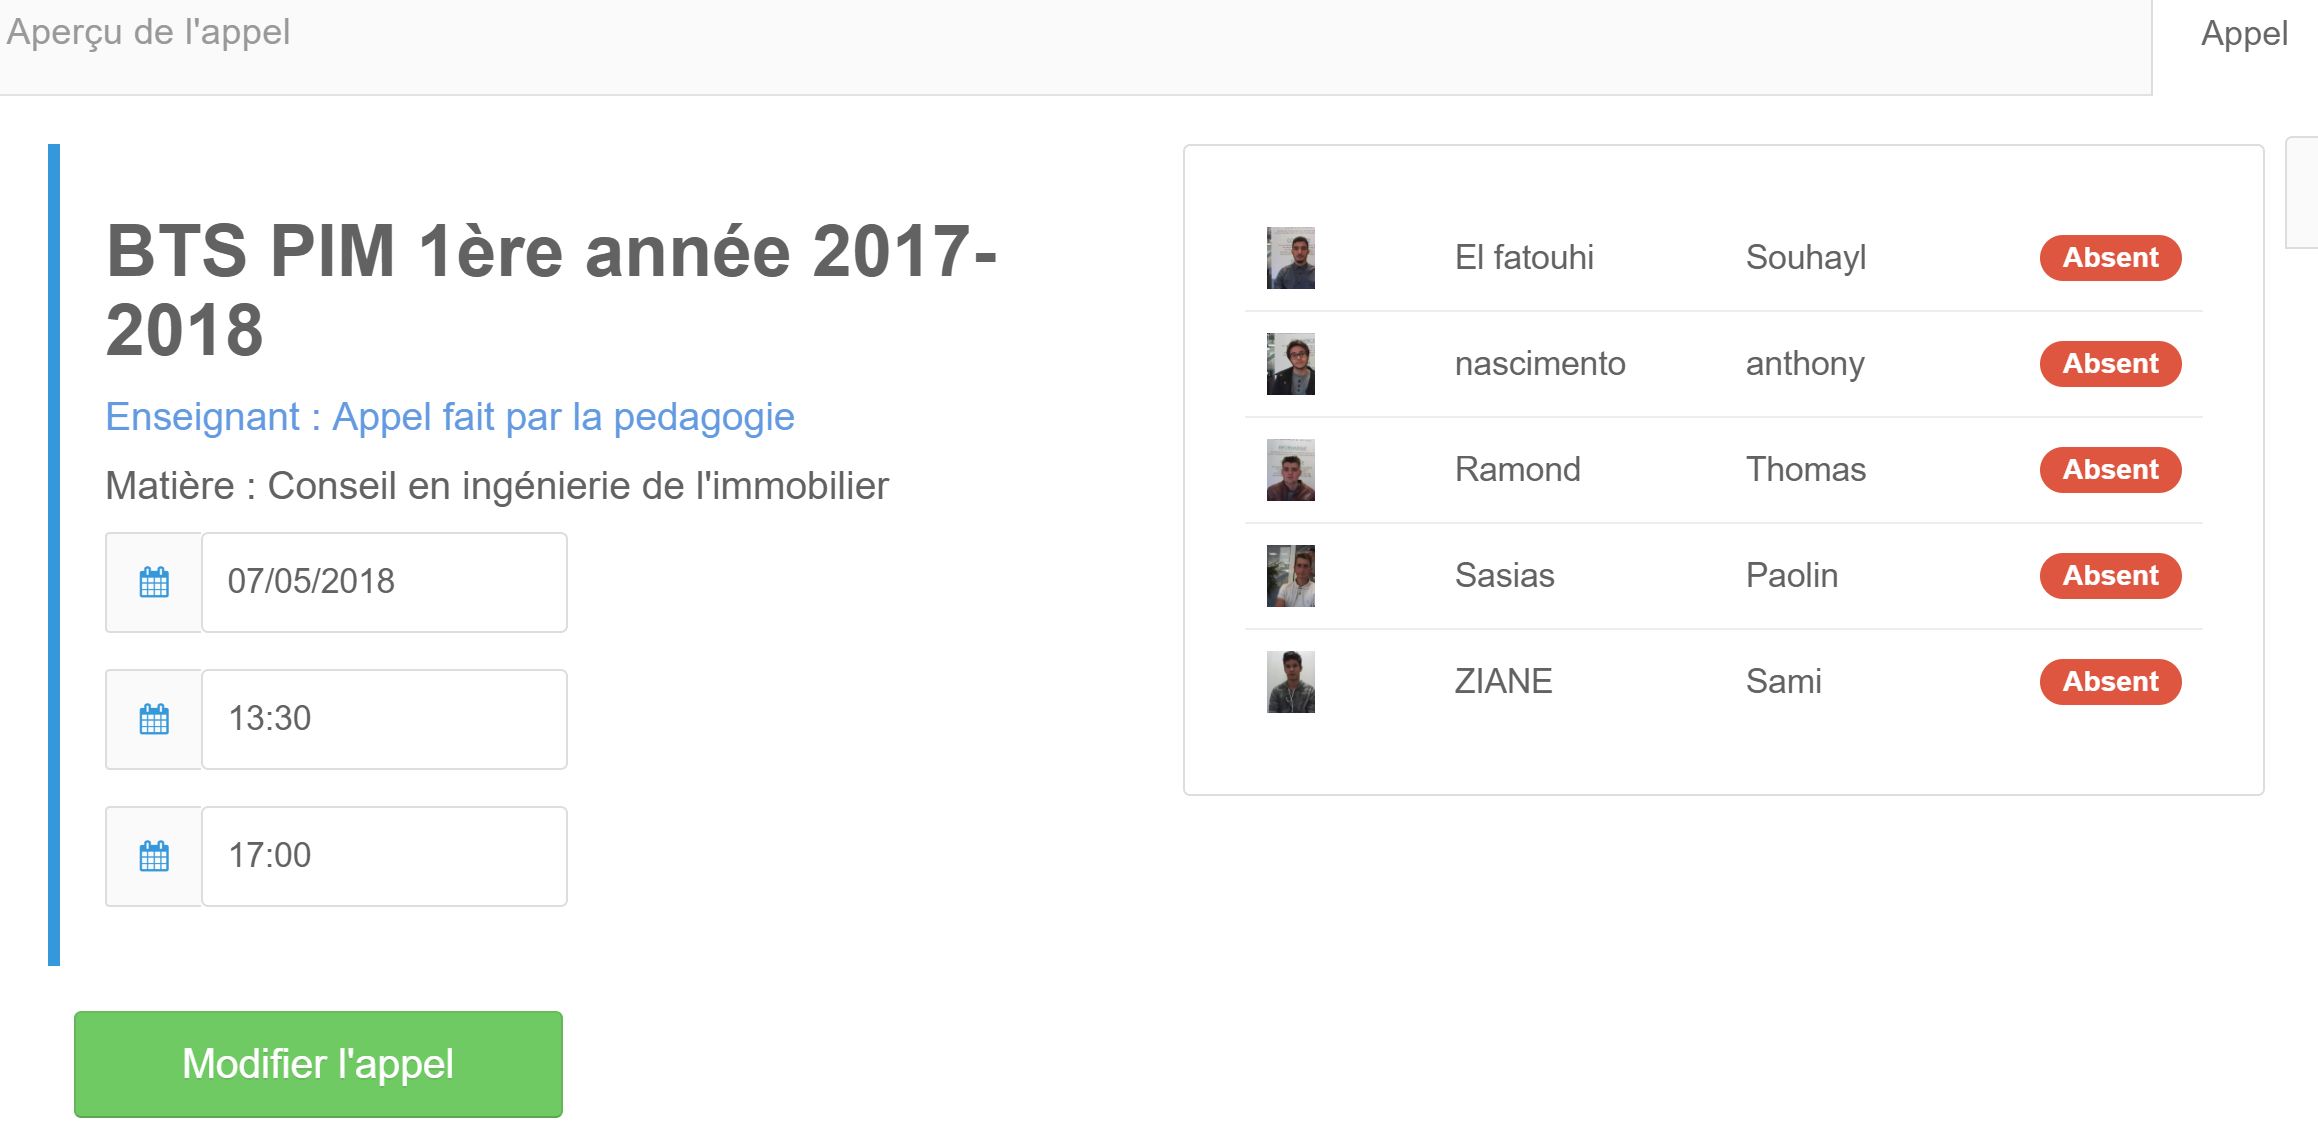 Aperçu de l'appel
Appel
BTS PIM 1ère année 2017-
2018
Enseignant : Appel fait par la pedagogie
Matière : Conseil en ingénierie de l'immobilier
07/05/2018
13:30
17:00
Modifier l'appel
El fatouhi Souhayl Absent
nascimento anthony Absent
Ramond Thomas Absent
Sasias Paolin Absent
ZIANE Sami Absent